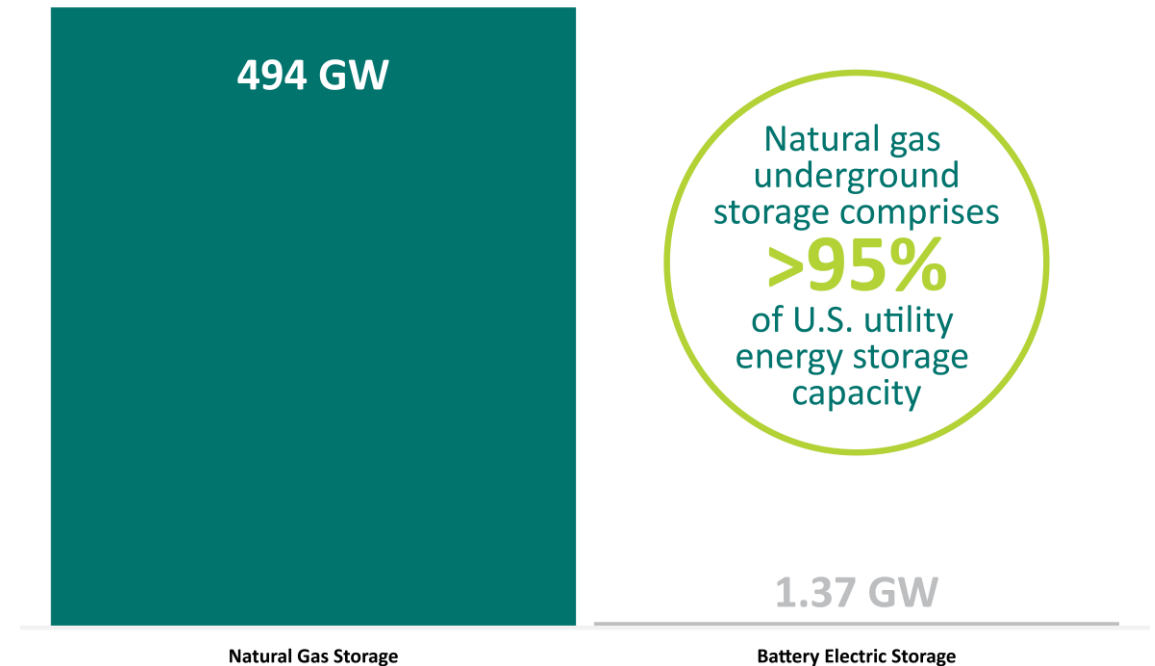 494 GW
Natural gas
underground
storage comprises
>95%
of U.S. utility
energy storage
capacity
1.37 GW
Natural Gas Storage
Battery Electric Storage